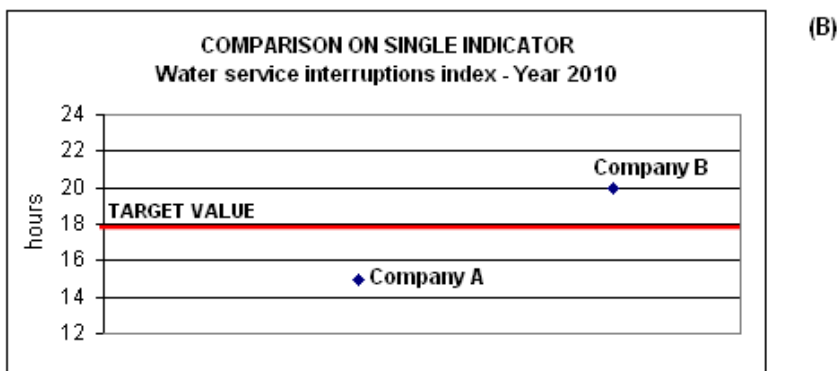 (B)
COMPARISON ON SINGLE INDICATOR
Water service interruptions index - Year 2010
24
22
Company B
20
TARGET VALUE
18
hours
16
Company A
14
12